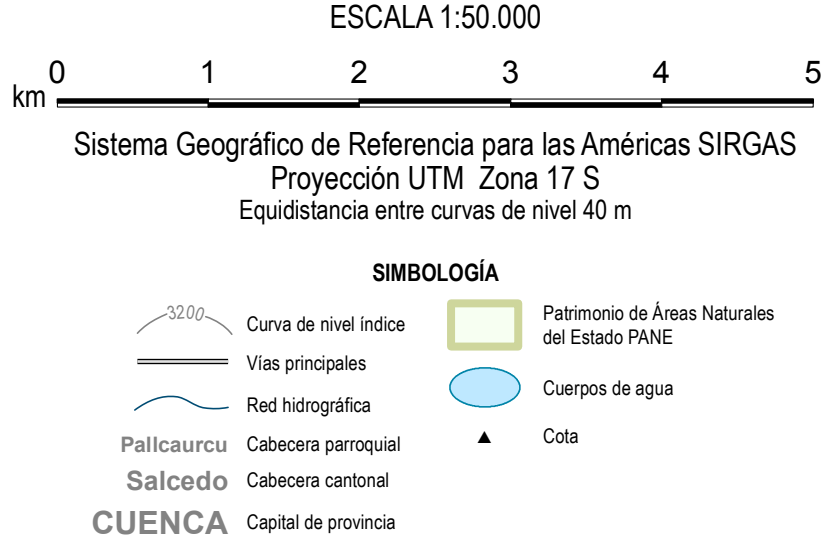 ESCALA 1:50.000
0 1 2 3 4 5
km
Sistema Geográfico de Referencia para las Américas SIRGAS
Proyección UTM Zona 17 S
Equidistancia entre curvas de nivel 40 m
SIMBOLOGÍA
3200 Curva de nivel índice
Vías principales
Red hidrográfica
Pallcaurcu Cabecera parroquial
Salcedo Cabecera cantonal
CUENCA Capital de provincia
Patrimonio de Áreas Naturales
del Estado PANE
Cuerpos de agua
Cota